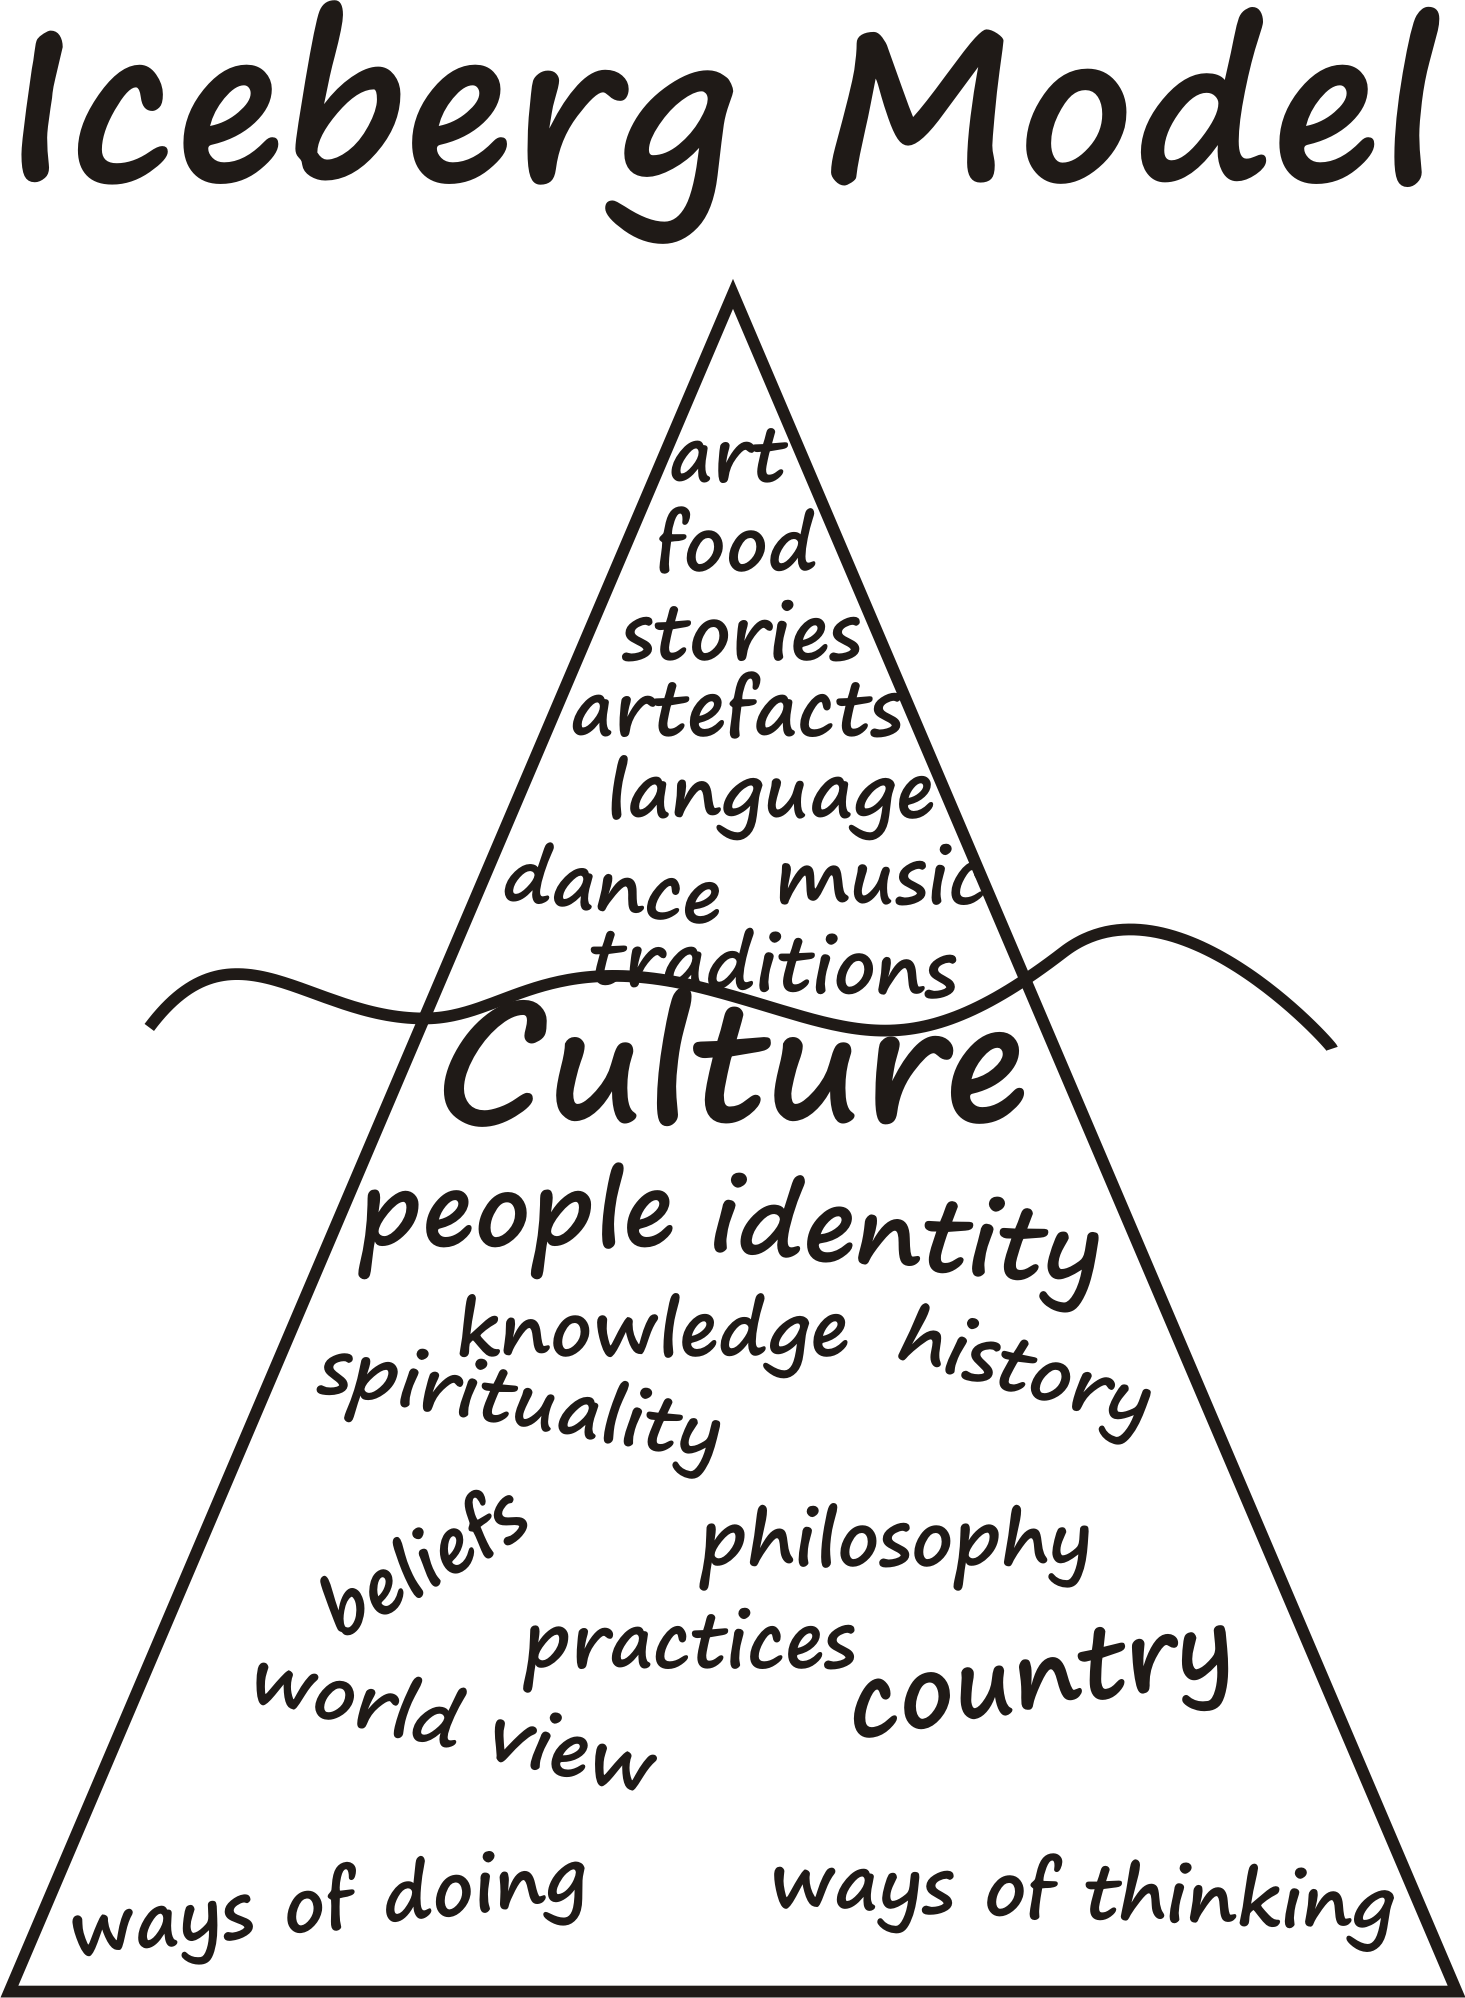 Iceberg Model
art
food
stories
artefacts
language
dance music
traditions
Culture
people identity
knowledge history
spirituality
beliefs philosophy
practices country
world view
ways of doing ways of thinking